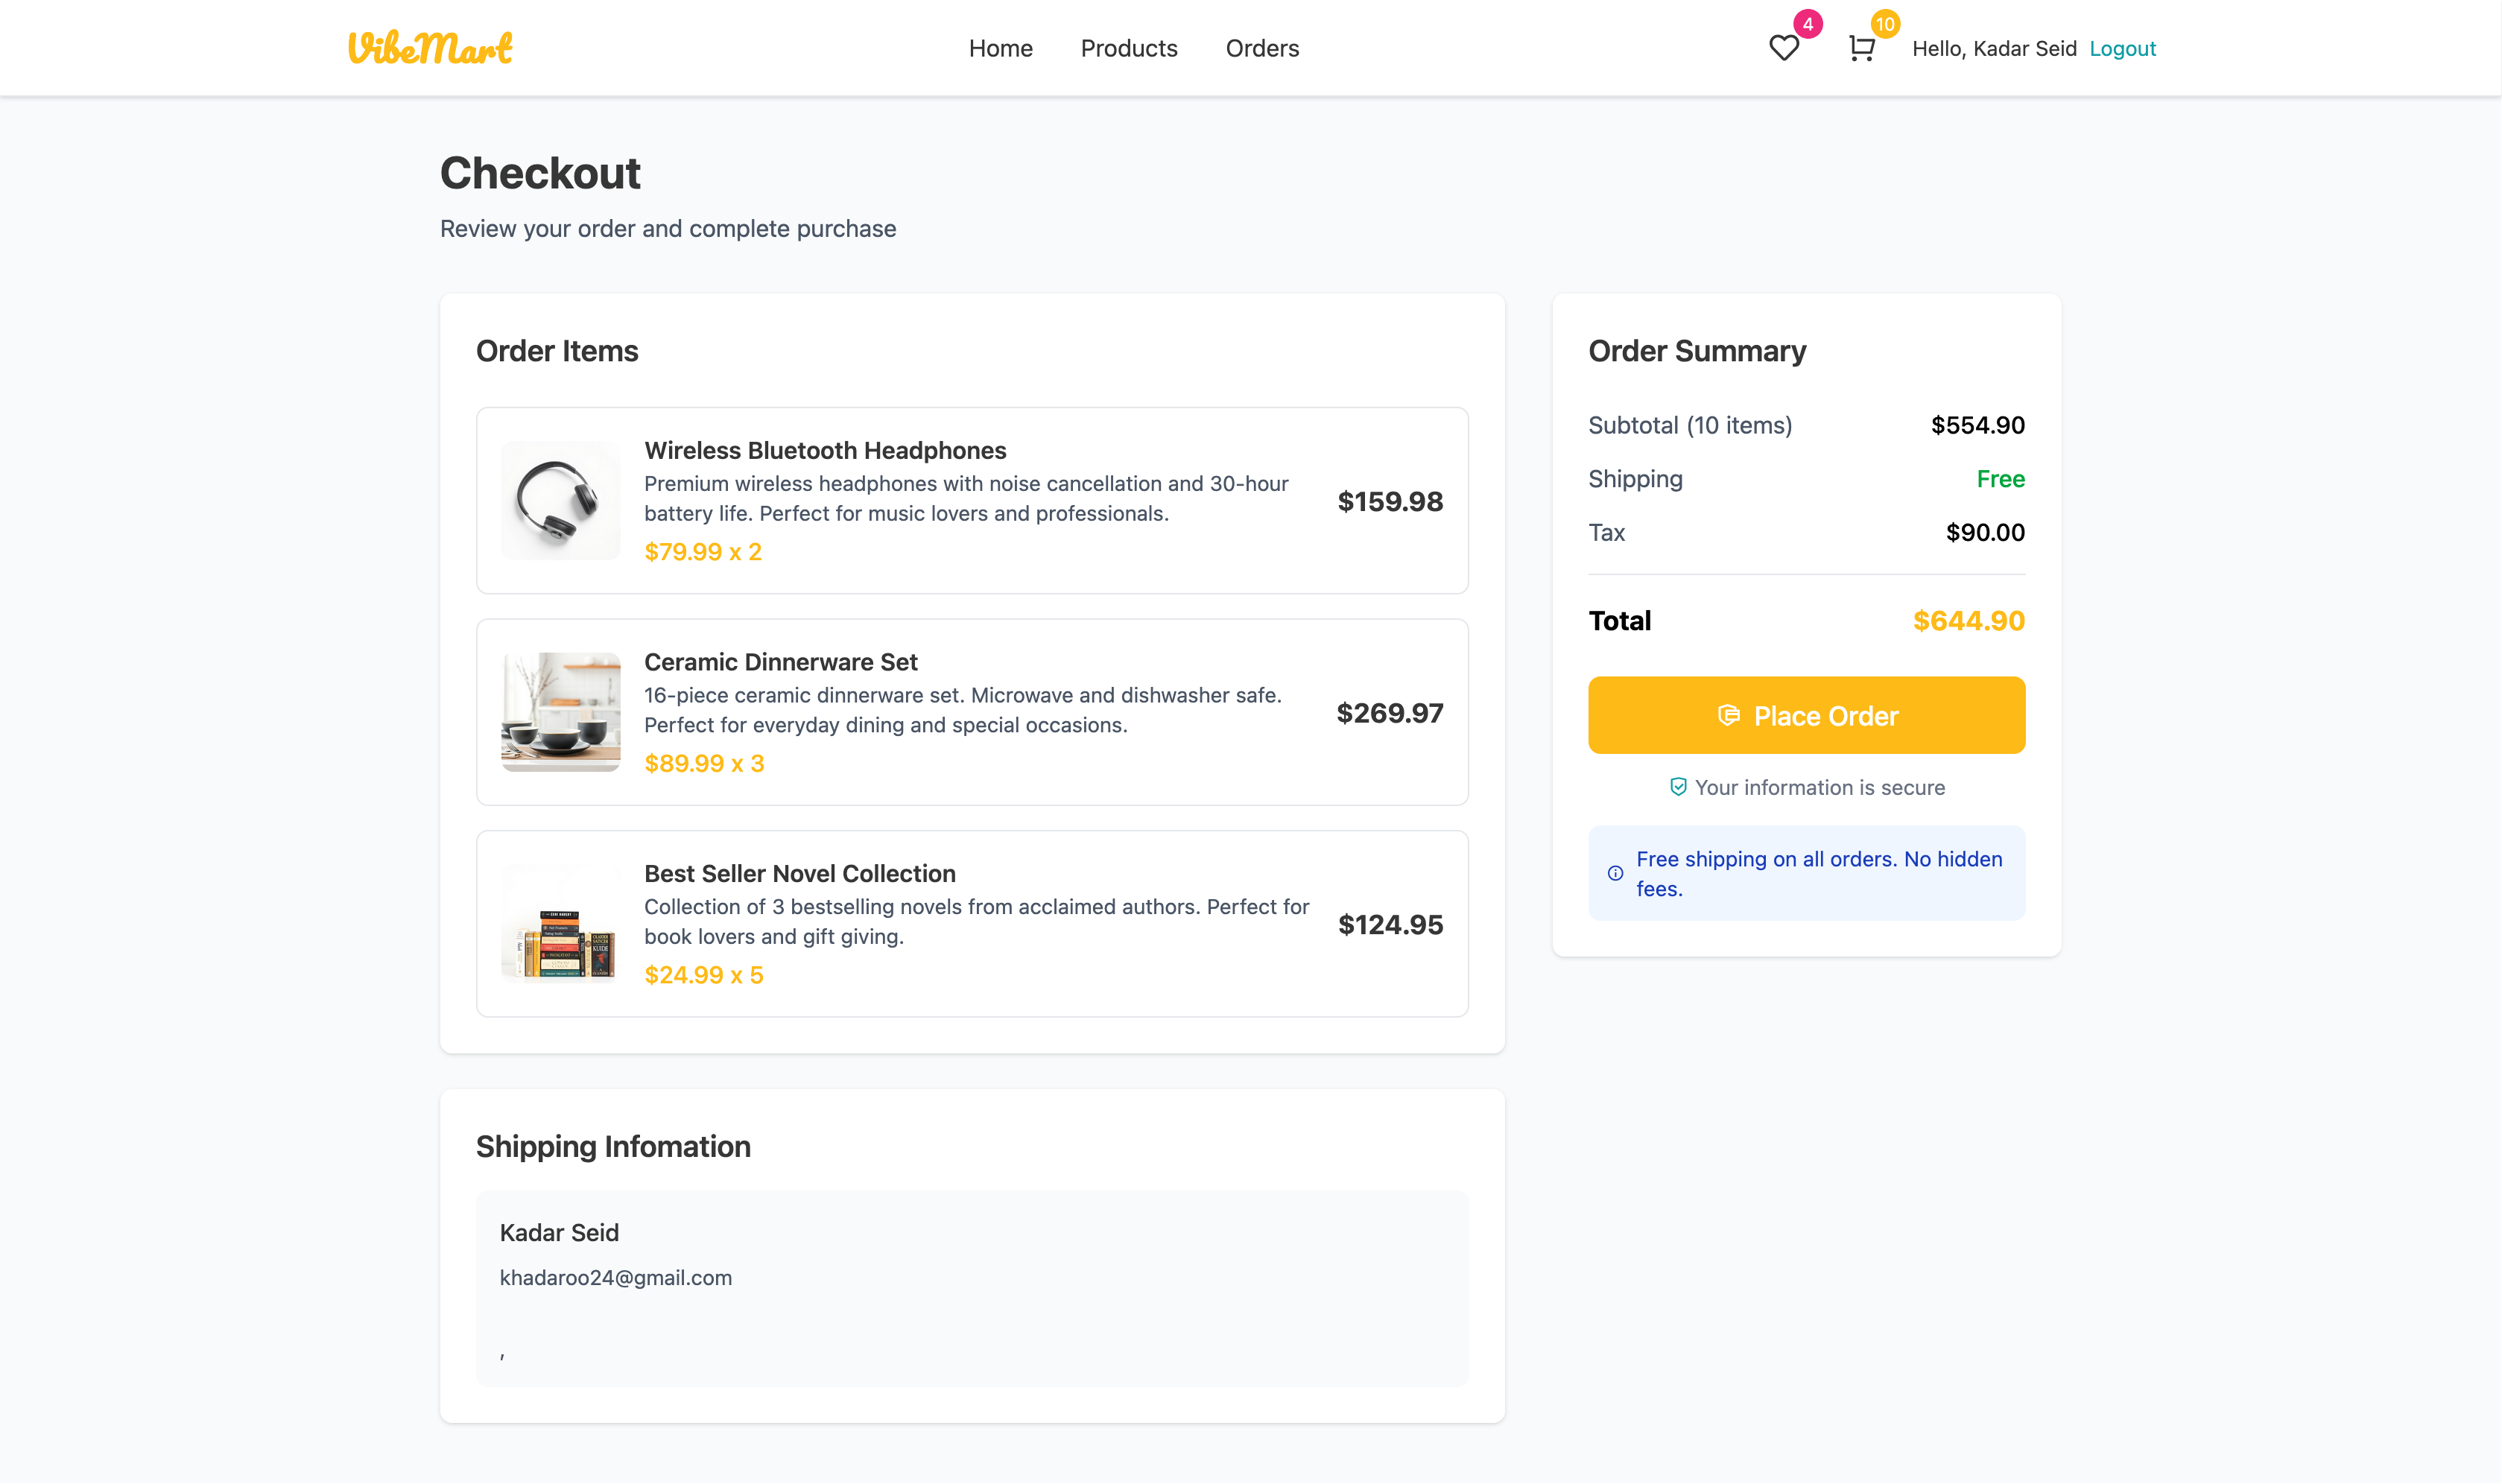 VibeMart
Home
Products
Orders
4
10
Hello, Kadar Seid
Logout
Checkout
Review your order and complete purchase
Order Items
Wireless Bluetooth Headphones
Premium wireless headphones with noise cancellation and 30-hour
battery life. Perfect for music lovers and professionals.
$79.99 x 2
$159.98
Ceramic Dinnerware Set
16-piece ceramic dinnerware set. Microwave and dishwasher safe.
Perfect for everyday dining and special occasions.
$89.99 x 3
$269.97
Best Seller Novel Collection
Collection of 3 bestselling novels from acclaimed authors. Perfect for
book lovers and gift giving.
$24.99 x 5
$124.95
Shipping Infomation
Kadar Seid
khadaroo24@gmail.com
,
Order Summary
Subtotal (10 items)
$554.90
Shipping
Free
Tax
$90.00
Total
$644.90
Place Order
Your information is secure
Free shipping on all orders. No hidden
fees.